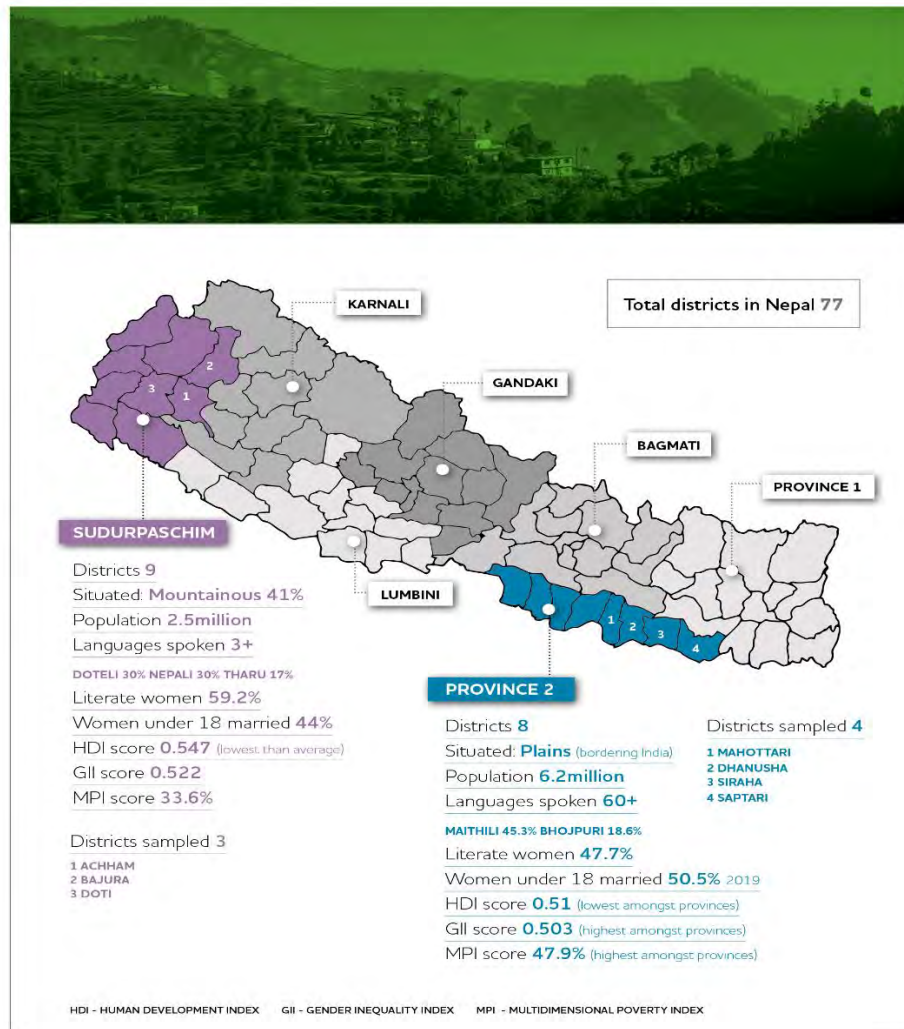 KARNALI
Total districts in Nepal 77
GANDAKI
BAGMATI
PROVINCE 1
2
3
1
SUDURPASCHIM
LUMBINI
1
2
3
4
Districts 9
Situated: Mountainous 41%
Population 2.5million
Languages spoken 3+
DOTELI 30% NEPALI 30% THARU 17%
Literate women 59.2%
Women under 18 married 44%
HDI score 0.547 (lowest than average)
GII score 0.522
MPI score 33.6%
Districts sampled 3
1 ACHHAM
2 BAJURA
3 DOTI
PROVINCE 2
Districts 8
Situated: Plains (bordering India)
Population 6.2million
Languages spoken 60+
MAITHILI 45.3% BHOJPURI 18.6%
Literate women 47.7%
Women under 18 married 50.5% 2019
HDI score 0.51 (lowest amongst provinces)
GII score 0.503 (highest amongst provinces)
MPI score 47.9% (highest amongst provinces)
Districts sampled 4
1 MAHOTTARI
2 DHANUSHA
3 SIRAHA
4 SAPTARI
HDI - HUMAN DEVELOPMENT INDEX GII - GENDER INEQUALITY INDEX MPI - MULTIDIMENSIONAL POVERTY INDEX